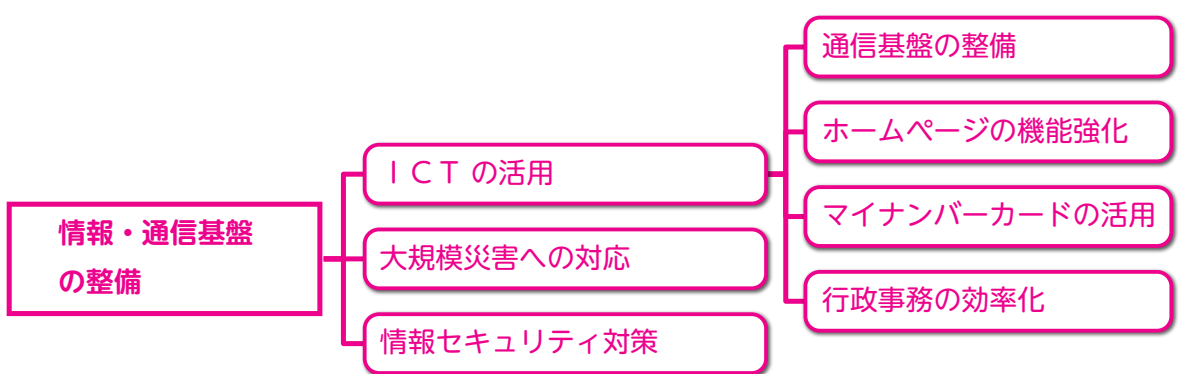 情報・通信基盤
の整備
ＩＣＴ の活用
大規模災害への対応
情報セキュリティ対策
通信基盤の整備
ホームページの機能強化
マイナンバーカードの活用
行政事務の効率化